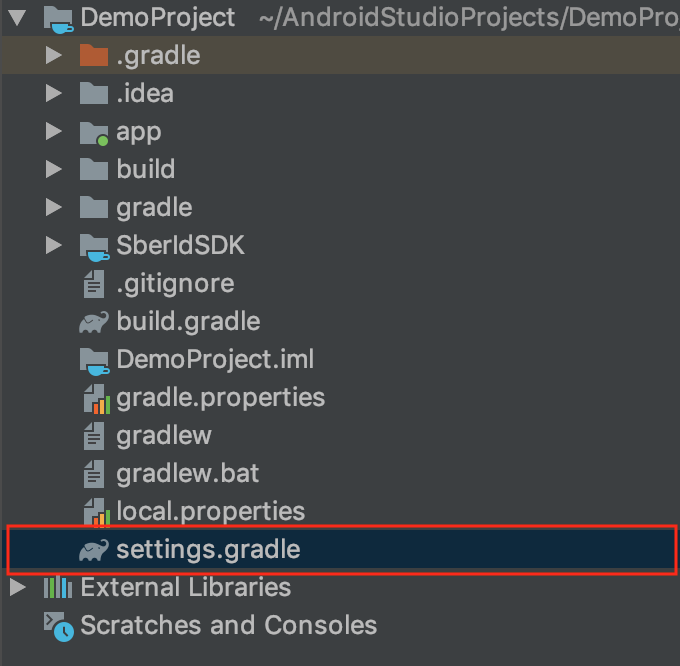 DemoProject ~/AndroidStudioProjects/DemoPro
.gradle
.idea
app
build
gradle
SberIdSDK
.gitignore
build.gradle
DemoProject.iml
gradle.properties
gradlew
gradlew.bat
local.properties
settings.gradle
External Libraries
Scratches and Consoles